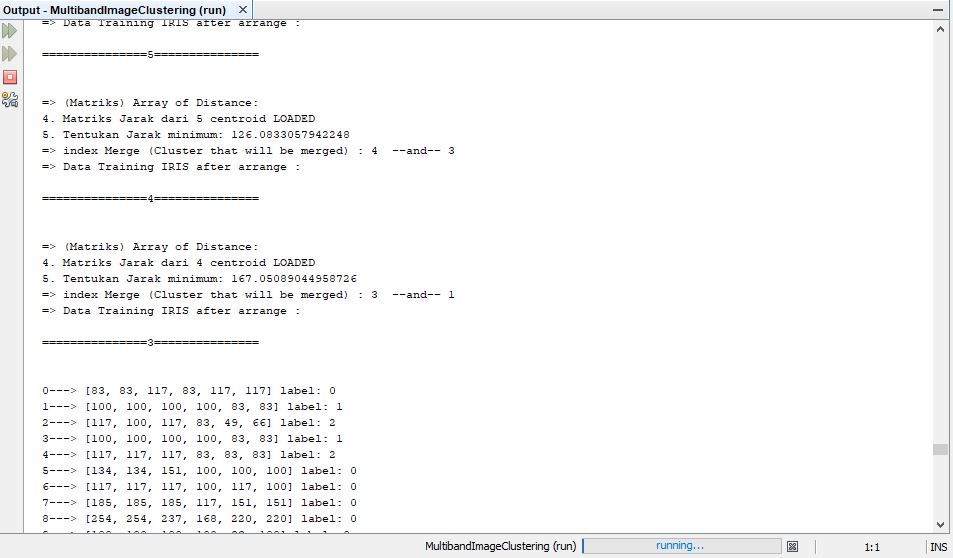 Output - MultibandImageClustering (run) ×
=> Data Training IRIS after arrange :
===============5===============
=> (Matriks) Array of Distance:
4. Matriks Jarak dari 5 centroid LOADED
5. Tentukan Jarak minimum: 126.0833057942248
=> index Merge (Cluster that will be merged) : 4  --and-- 3
=> Data Training IRIS after arrange :
===============4===============
=> (Matriks) Array of Distance:
4. Matriks Jarak dari 4 centroid LOADED
5. Tentukan Jarak minimum: 167.05089044958726
=> index Merge (Cluster that will be merged) : 3  --and-- 1
=> Data Training IRIS after arrange :
===============3===============
0---> [83, 83, 117, 83, 117, 117] label: 0
1---> [100, 100, 100, 100, 83, 83] label: 1
2---> [117, 100, 117, 83, 49, 66] label: 2
3---> [100, 100, 100, 100, 83, 83] label: 1
4---> [117, 117, 117, 83, 83, 83] label: 2
5---> [134, 134, 151, 100, 100, 100] label: 0
6---> [117, 117, 117, 100, 117, 100] label: 0
7---> [185, 185, 185, 117, 151, 151] label: 0
8---> [254, 254, 237, 168, 220, 220] label: 0
MultibandImageClustering (run) running... 1:1 INS